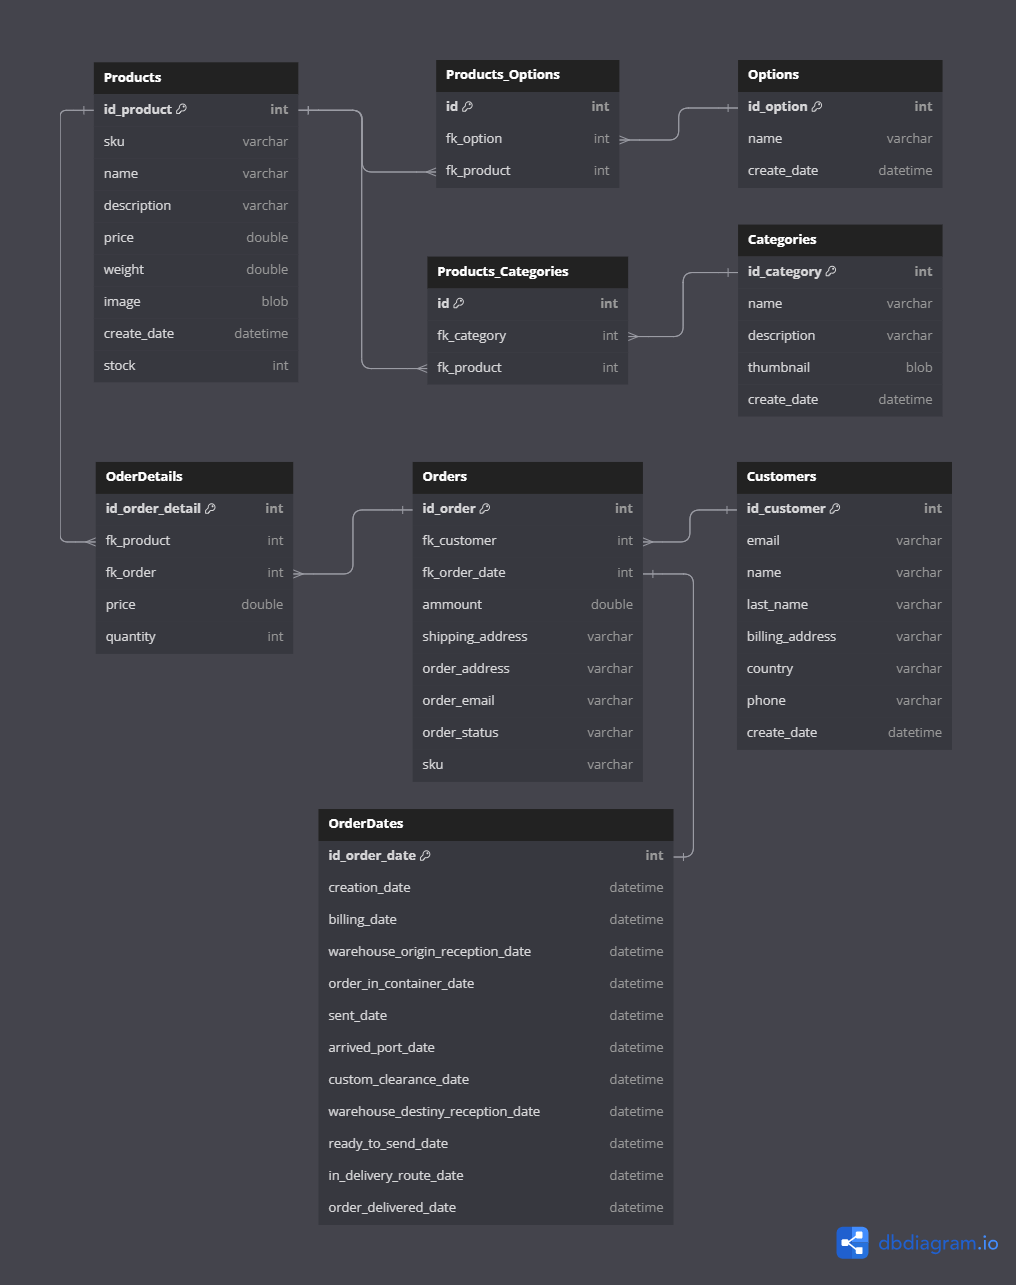 Products
id_product int
sku varchar
name varchar
description varchar
price double
weight double
image blob
create_date datetime
stock int
Products_Options
id int
fk_option int
fk_product int
Options
id_option int
name varchar
create_date datetime
Products_Categories
id int
fk_category int
fk_product int
Categories
id_category int
name varchar
description varchar
thumbnail blob
create_date datetime
OderDetails
id_order_detail int
fk_product int
fk_order int
price double
quantity int
Orders
id_order int
fk_customer int
fk_order_date int
ammount double
shipping_address varchar
order_address varchar
order_email varchar
order_status varchar
sku varchar
Customers
id_customer int
email varchar
name varchar
last_name varchar
billing_address varchar
country varchar
phone varchar
create_date datetime
OrderDates
id_order_date int
creation_date datetime
billing_date datetime
warehouse_origin_reception_date datetime
order_in_container_date datetime
sent_date datetime
arrived_port_date datetime
custom_clearance_date datetime
warehouse_destiny_reception_date datetime
ready_to_send_date datetime
in_delivery_route_date datetime
order_delivered_date datetime
dbdiagram.io